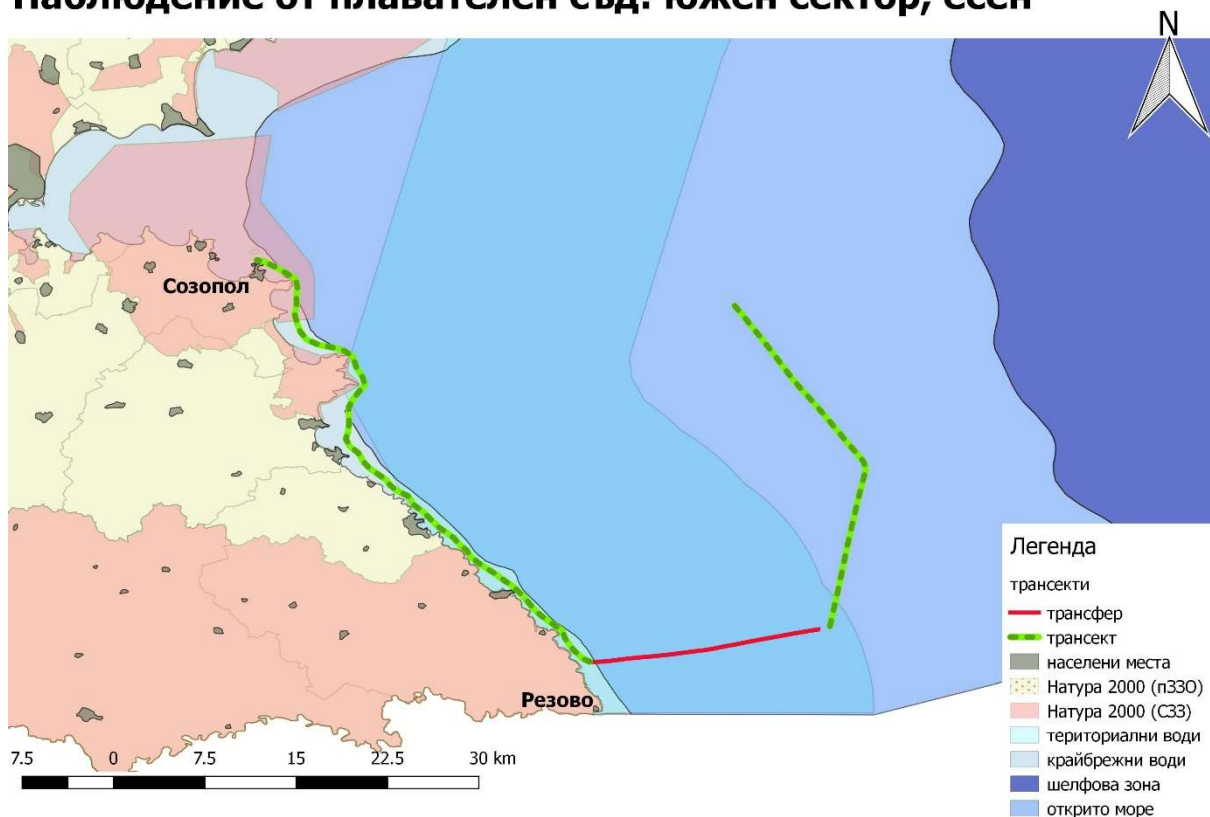 Наблюдение от плавателен съд: южен сектор, есен
N
Созопол
Резово
Легенда
трансекти
трансфер
трансект
населени места
Натура 2000 (пЗЗО)
Натура 2000 (СЗЗ)
териториални води
крайбрежни води
шелфова зона
открито море
7.5 0 7.5 15 22.5 30 km